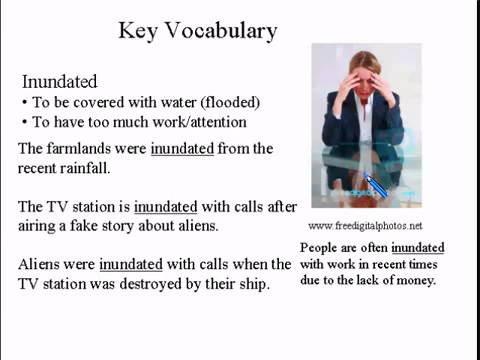 Key Vocabulary
Inundated
• To be covered with water (flooded)
• To have too much work/attention
The farmlands were inundated from the
recent rainfall.
The TV station is inundated with calls after
airing a fake story about aliens.
Aliens were inundated with calls when the
TV station was destroyed by their ship.
www.freedigitalphotos.net
People are often inundated
with work in recent times
due to the lack of money.